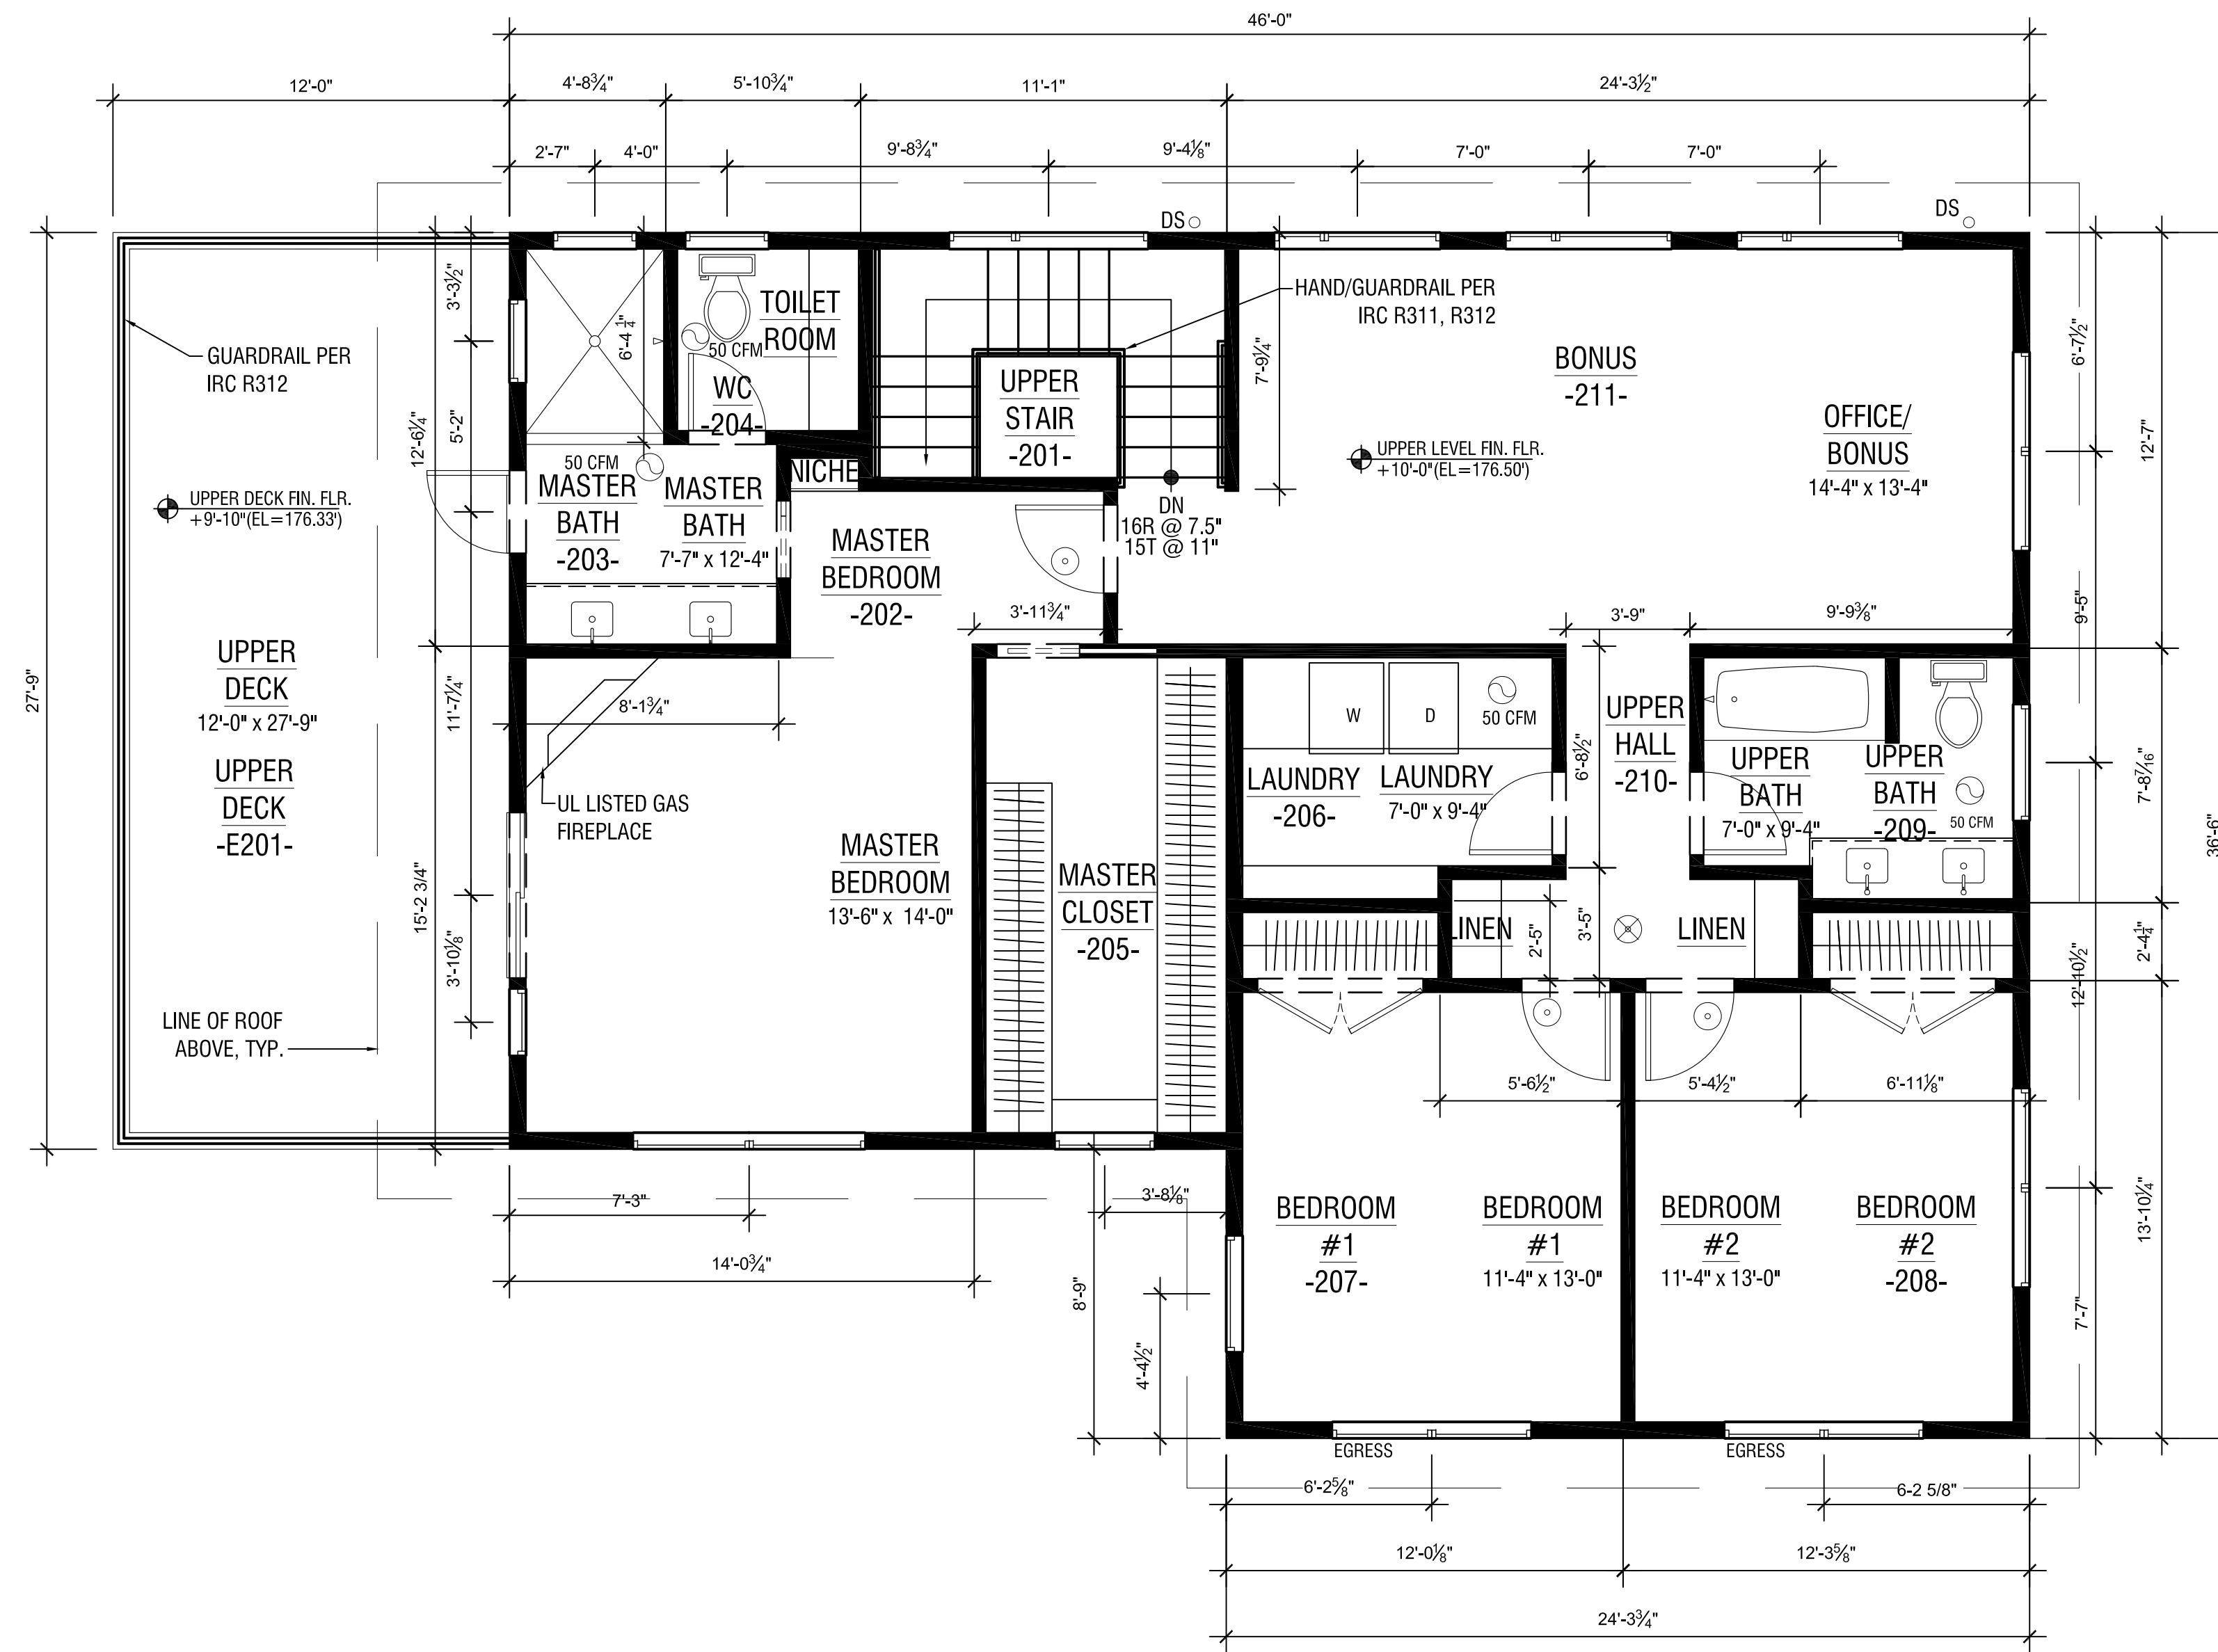 46'-0"
12'-0"
4'-8¾"
5'-10¾"
11'-1"
24'-3½"
2'-7"
4'-0"
9'-8¾"
9'-4⅛"
7'-0"
7'-0"
DS
DS
HAND/GUARDRAIL PER
IRC R311, R312
GUARDRAIL PER
IRC R312
3'-3½"
5'-2"
12'-6¼"
6'-4 ¼"
50 CFM
TOILET
ROOM
WC
-204-
UPPER
STAIR
-201-
7'-9¼"
BONUS
-211-
OFFICE/
BONUS
14'-4" x 13'-4"
UPPER LEVEL FIN. FLR.
+10'-0"(EL=176.50')
6'-7½"
12'-7"
UPPER DECK FIN. FLR.
+9'-10"(EL=176.33')
50 CFM
MASTER
BATH
-203-
MASTER
BATH
7'-7" x 12'-4"
NICHE
MASTER
BEDROOM
-202-
DN
16R @ 7.5"
15T @ 11"
3'-11¾"
3'-9"
9'-9⅜"
9'-5"
27'-9"
UPPER
DECK
12'-0" x 27'-9"
UPPER
DECK
-E201-
11'-7¼"
8'-1¾"
UL LISTED GAS
FIREPLACE
W
D
50 CFM
LAUNDRY
-206-
LAUNDRY
7'-0" x 9'-4"
6'-8½"
UPPER
HALL
-210-
UPPER
BATH
7'-0" x 9'-4"
UPPER
BATH
-209-
50 CFM
7'-8⁷⁄₁₆"
36'-6"
15'-2 3/4"
3'-10⅛"
MASTER
BEDROOM
13'-6" x 14'-0"
MASTER
CLOSET
-205-
LINEN
2'-5"
3'-5"
LINEN
12'-10½"
2'-4¼"
LINE OF ROOF
ABOVE, TYP.
5'-6½"
5'-4½"
6'-11⅛"
7'-3"
14'-0¾"
3'-8⅛"
8'-9"
4'-4½"
BEDROOM
#1
-207-
BEDROOM
#1
11'-4" x 13'-0"
BEDROOM
#2
11'-4" x 13'-0"
BEDROOM
#2
-208-
13'-10¼"
7'-7"
EGRESS
EGRESS
6'-2⅝"
6-2 5/8"
12'-0⅛"
12'-3⅝"
24'-3¾"